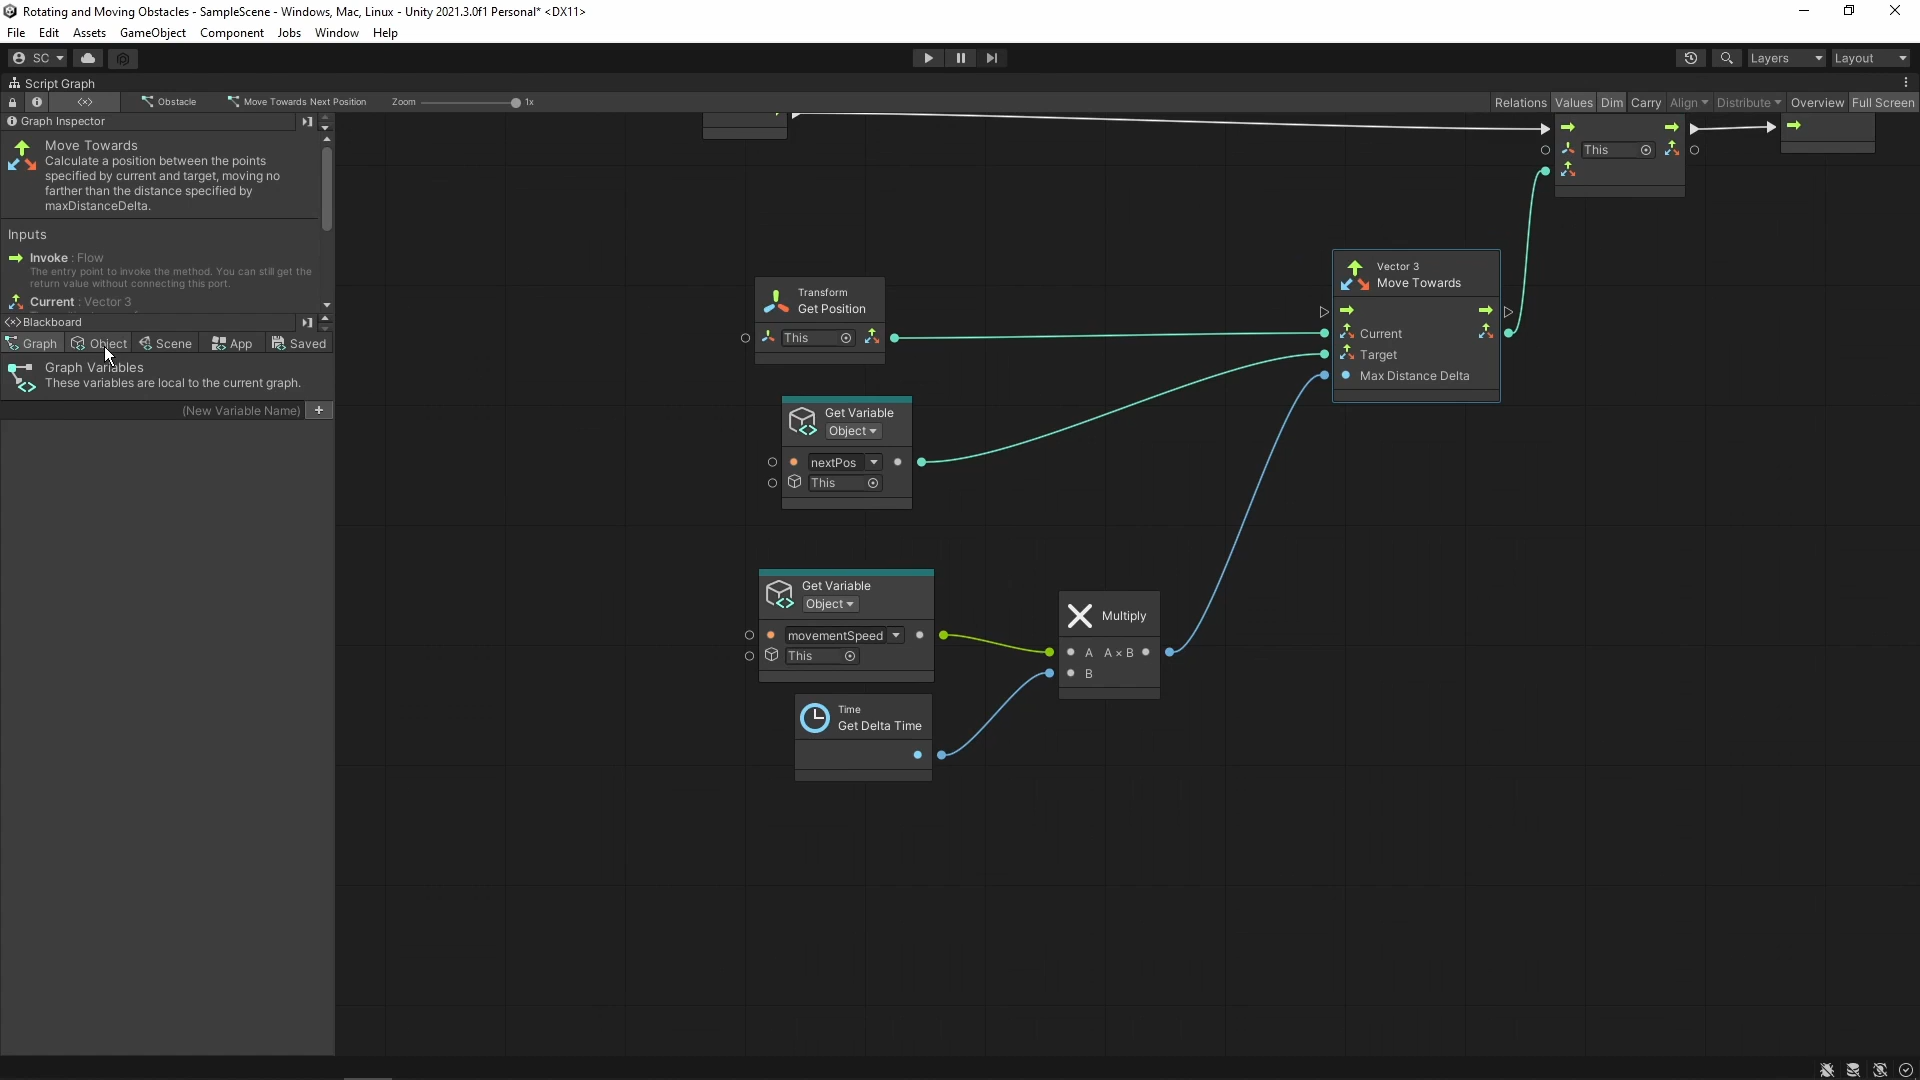 Rotating and Moving Obstacles - SampleScene - Windows, Mac, Linux - Unity 2021.3.0f1 Personal* <DX11>
File Edit Assets GameObject Component Jobs Window Help
SC Layers Layout
Script Graph
Obstacle Move Towards Next Position Zoom 1x Relations Values Dim Carry Align Distribute Overview Full Screen
Graph Inspector
Move Towards
Calculate a position between the points
specified by current and target, moving no
farther than the distance specified by
maxDistanceDelta.
Inputs
Invoke : Flow
The entry point to invoke the method. You can still get the
return value without connecting this port.
Current : Vector 3
Blackboard
Graph Object Scene App Saved
Graph Variables
These variables are local to the current graph.
(New Variable Name) +
This
Vector 3
Move Towards
Current
Target
Max Distance Delta
Transform
Get Position
This
Get Variable
Object
nextPos
This
Get Variable
Object
movementSpeed
This
Multiply
A A × B
B
Time
Get Delta Time